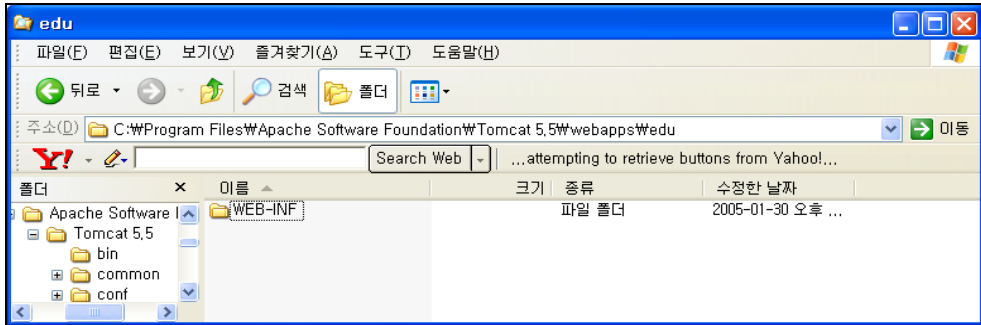 edu
파일(F) 편집(E) 보기(V) 즐겨찾기(A) 도구(T) 도움말(H)
뒤로 검색 폴더
주소(D) C:₩Program Files₩Apache Software Foundation₩Tomcat 5.5₩webapps₩edu 이동
Y! Search Web ...attempting to retrieve buttons from Yahoo!...
폴더 × 이름 크기 종류 수정한 날짜
Apache Software WEB-INF 파일 폴더 2005-01-30 오후 ...
Tomcat 5.5
bin
common
conf